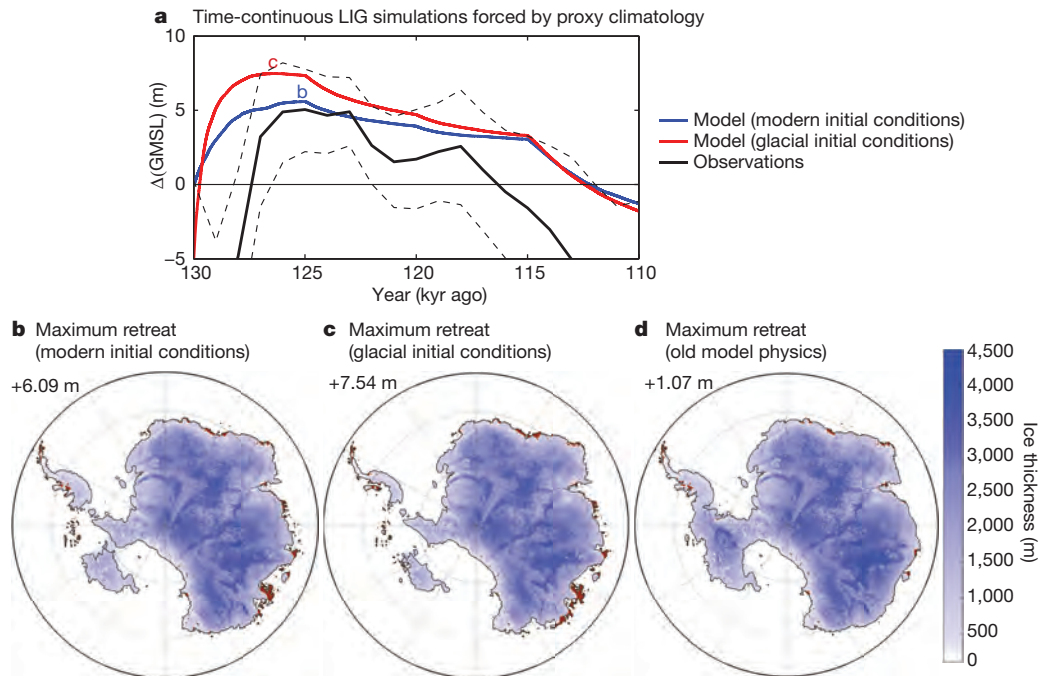 a Time-continuous LIG simulations forced by proxy climatology
10
5
0
–5
Δ(GMSL) (m)
c
b
130
125
120
115
110
Year (kyr ago)
Model (modern initial conditions)
Model (glacial initial conditions)
Observations
b Maximum retreat
(modern initial conditions)
+6.09 m
c Maximum retreat
(glacial initial conditions)
+7.54 m
d Maximum retreat
(old model physics)
+1.07 m
4,500
4,000
3,500
3,000
2,500
2,000
1,500
1,000
500
0
Ice thickness (m)